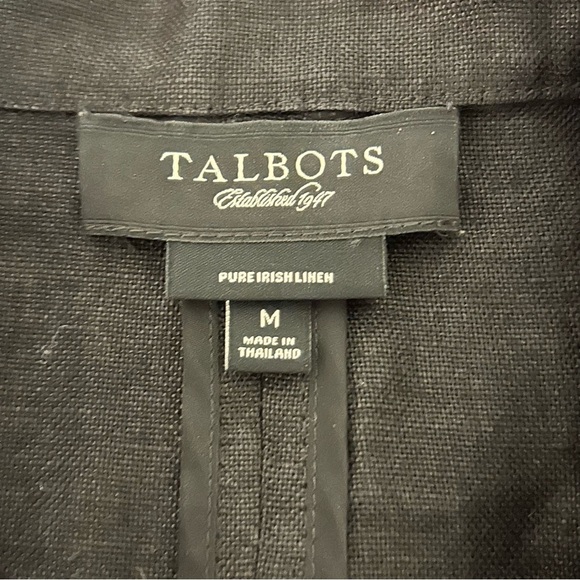 TALBOTS
Established 1947
PURE IRISH LINEN
M
MADE IN
THAILAND